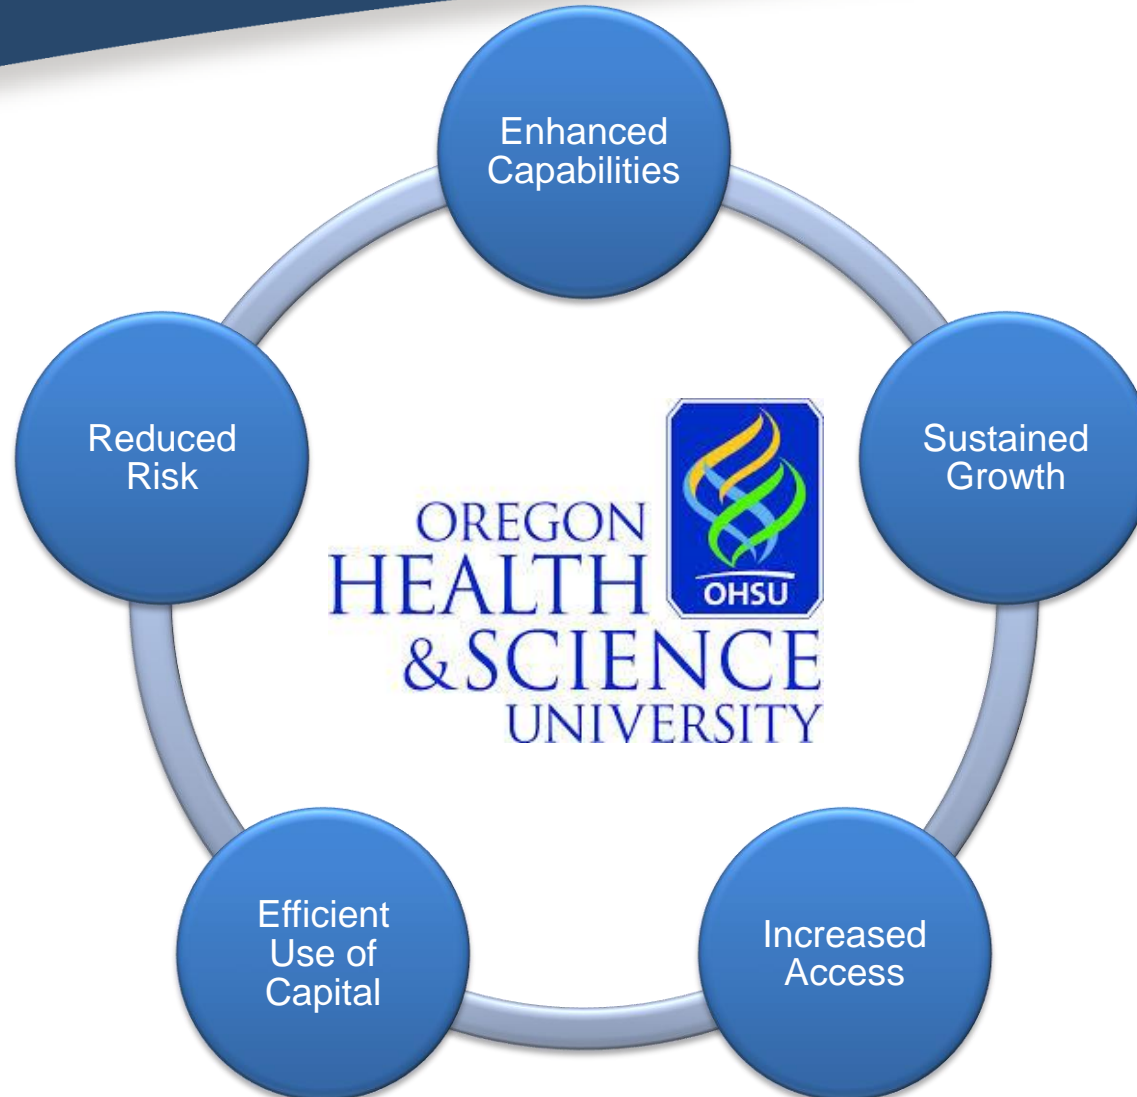 Enhanced
Capabilities
Sustained
Growth
Increased
Access
Efficient
Use of
Capital
Reduced
Risk
OREGON
HEALTH
& SCIENCE
UNIVERSITY
OHSU